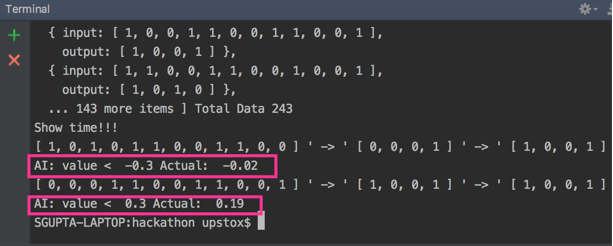 Terminal
{ input: [ 1, 0, 0, 1, 1, 0, 0, 1, 1, 0, 0, 1 ],
output: [ 1, 0, 0, 1 ] },
{ input: [ 1, 1, 1, 0, 0, 1, 1, 0, 0, 1, 0, 0, 1 ],
output: [ 1, 0, 1, 0 ] },
... 143 more items ] Total Data 243
Show time!!!
[ 1, 0, 1, 0, 1, 1, 0, 0, 1, 1, 0, 0 ] ' -> ' [ 0, 0, 0, 1 ] ' -> ' [ 1, 0, 0, 1 ]
AI: value <  -0.3 Actual:  -0.02
[ 0, 0, 0, 1, 0, 1, 1, 0, 0, 1, 1, 0, 0, 1 ] ' -> ' [ 1, 0, 0, 1 ] ' -> ' [ 1, 0, 0, 1 ]
AI: value <  0.3 Actual:  0.19
SGUPTA-LAPTOP:hackathon upstox$